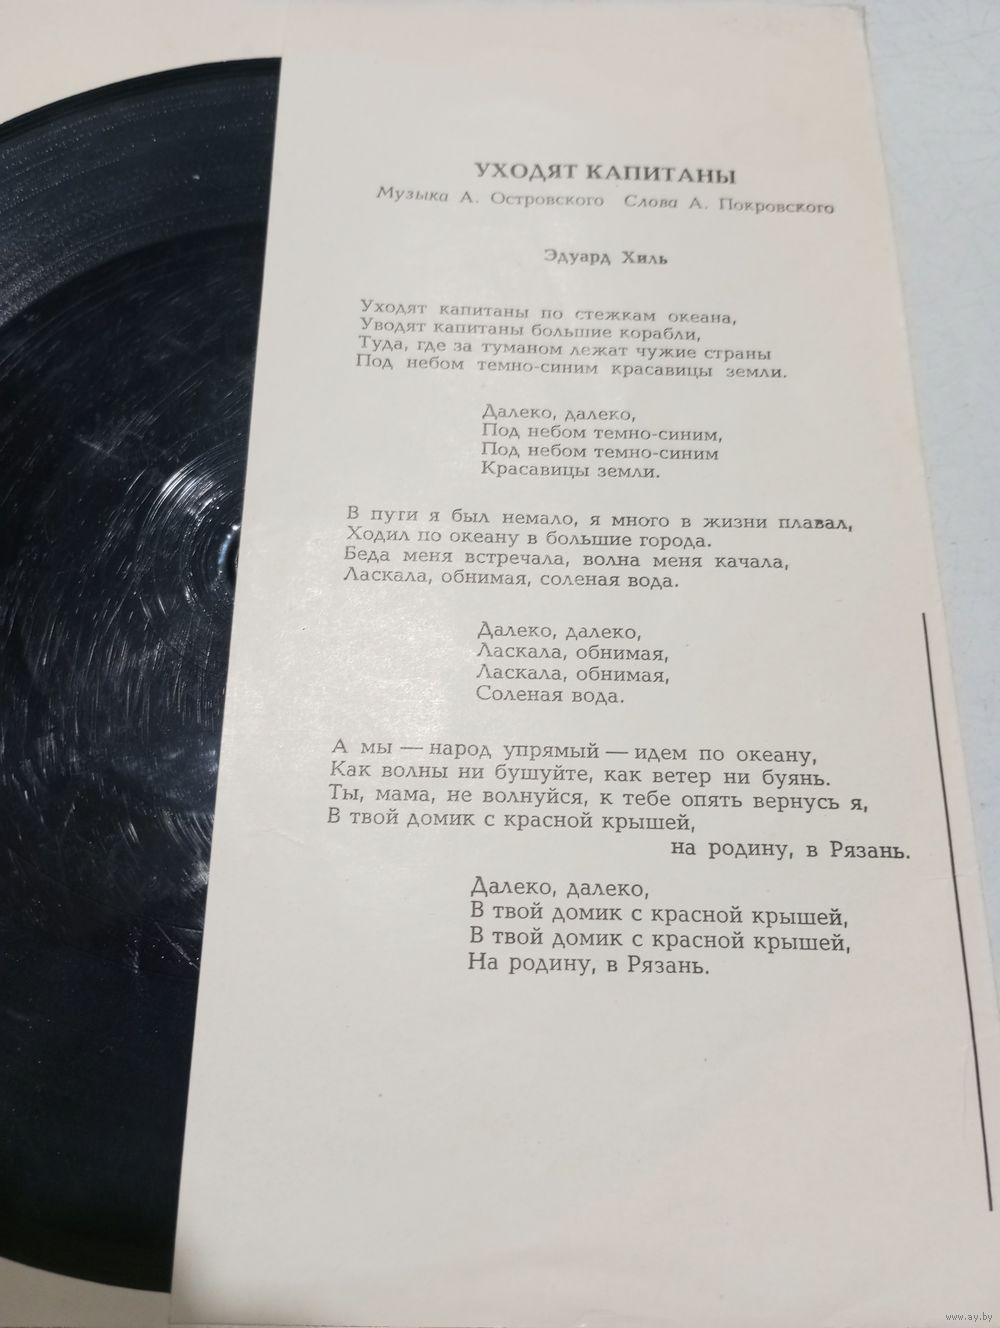 УХОДЯТ КАПИТАНЫ
Музыка А. Островского Слова А. Покровского
Эдуард Хиль
Уходят капитаны по стежкам океана,
Уводят капитаны большие корабли,
Туда, где за туманом лежат чужие страны
Под небом темно-синим красавицы земли.
Далеко, далеко,
Под небом темно-синим,
Под небом темно-синим
Красавицы земли.
В пути я был немало, я много в жизни плавал,
Ходил по океану в большие города.
Беда меня встречала, волна меня качала,
Ласкала, обнимая, соленая вода.
Далеко, далеко,
Ласкала, обнимая,
Ласкала, обнимая,
Соленая вода.
А мы — народ упрямый — идем по океану,
Как волны ни бушуйте, как ветер ни буянь.
Ты, мама, не волнуйся, к тебе опять вернусь я,
В твой домик с красной крышей,
на родину, в Рязань.
Далеко, далеко,
В твой домик с красной крышей,
В твой домик с красной крышей,
На родину, в Рязань.
www.ay.by